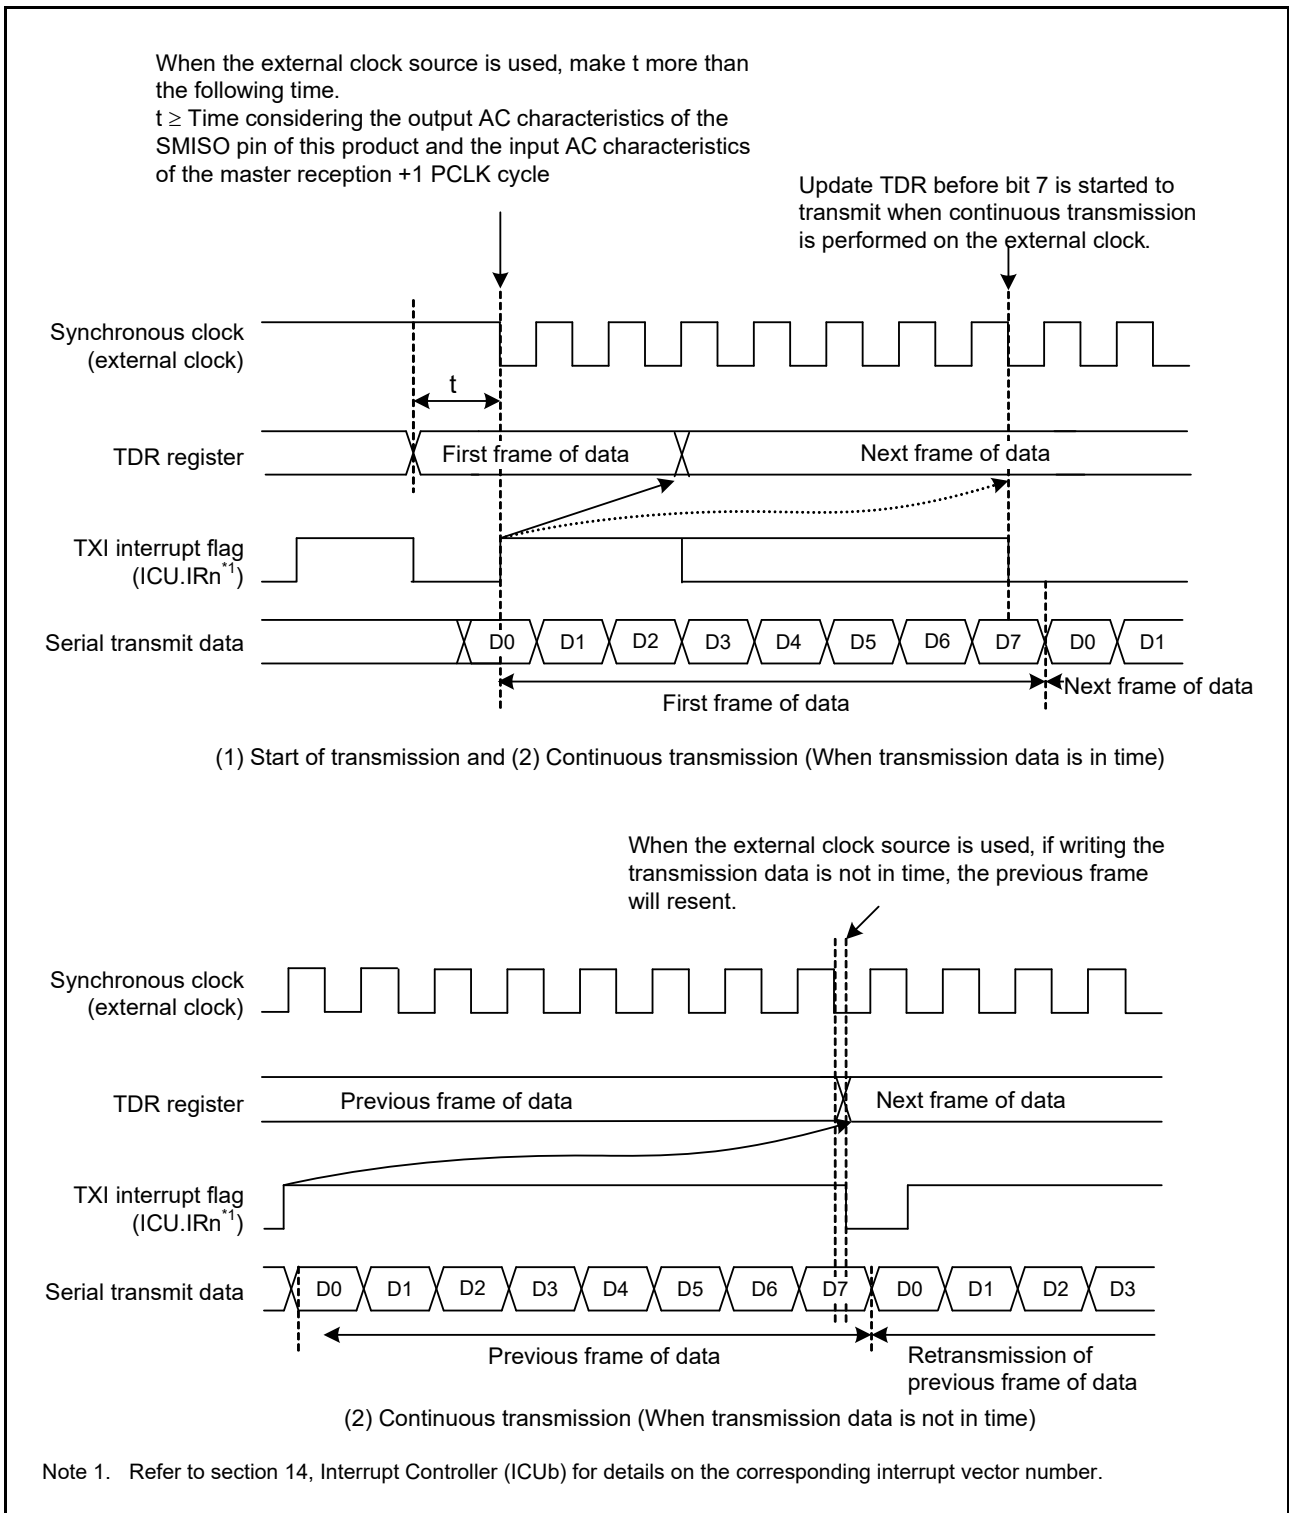 When the external clock source is used, make t more than
the following time.
t ≥ Time considering the output AC characteristics of the
SMISO pin of this product and the input AC characteristics
of the master reception +1 PCLK cycle
Update TDR before bit 7 is started to
transmit when continuous transmission
is performed on the external clock.
Synchronous clock
(external clock)
t
TDR register
First frame of data
Next frame of data
TXI interrupt flag
(ICU.IRn*1)
Serial transmit data
D0 D1 D2 D3 D4 D5 D6 D7 D0 D1
First frame of data
Next frame of data
(1) Start of transmission and (2) Continuous transmission (When transmission data is in time)
When the external clock source is used, if writing the
transmission data is not in time, the previous frame
will resent.
Synchronous clock
(external clock)
TDR register
Previous frame of data
Next frame of data
TXI interrupt flag
(ICU.IRn*1)
Serial transmit data
D0 D1 D2 D3 D4 D5 D6 D7 D0 D1 D2 D3
Previous frame of data
Retransmission of
previous frame of data
(2) Continuous transmission (When transmission data is not in time)
Note 1. Refer to section 14, Interrupt Controller (ICUb) for details on the corresponding interrupt vector number.